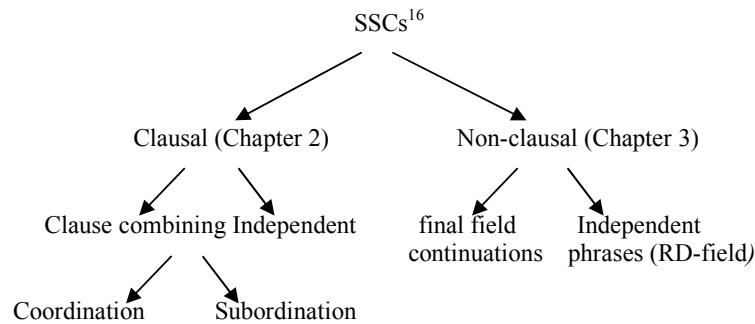 SSCs16
Clausal (Chapter 2) Non-clausal (Chapter 3)
Clause combining Independent final field Independent
continuations phrases (RD-field)
Coordination Subordination